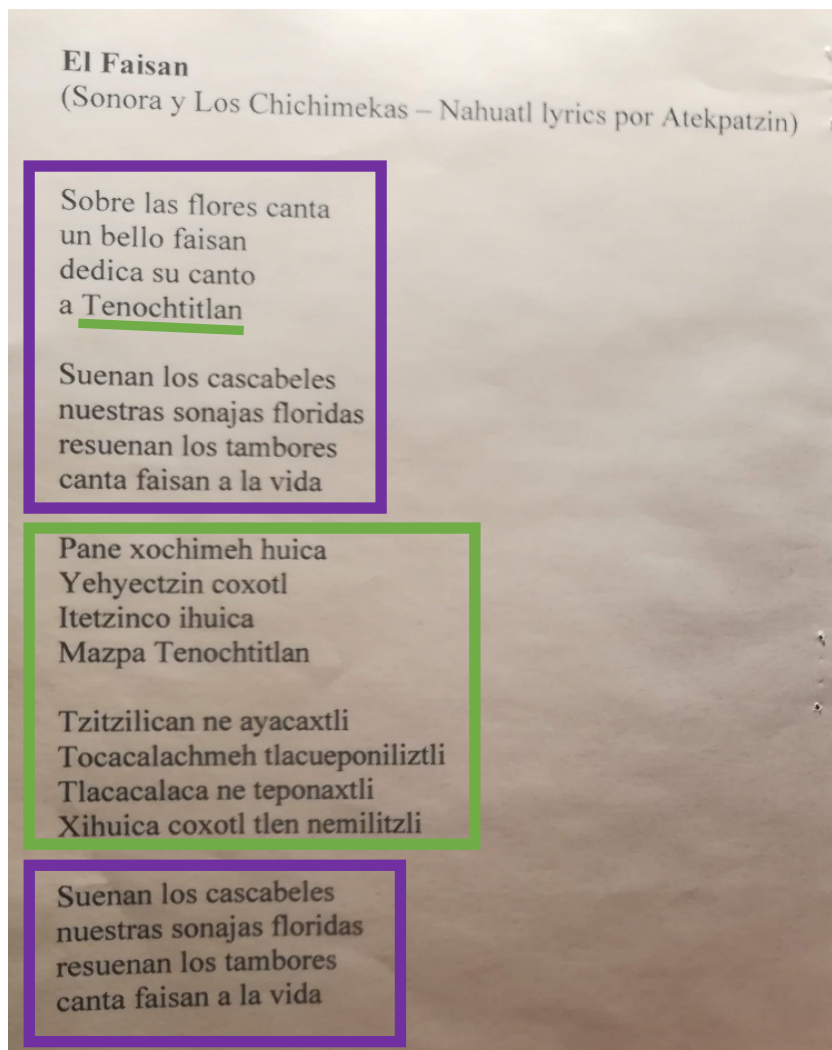 El Faisan
(Sonora y Los Chichimekas – Nahuatl lyrics por Atekpatzin)
Sobre las flores canta
un bello faisan
dedica su canto
a Tenochtitlan
Suenan los cascabeles
nuestras sonajas floridas
resuenan los tambores
canta faisan a la vida
Pane xochimeh huica
Yehyectzin coxotl
Itetzinco ihuica
Mazpa Tenochtitlan
Tzitzilican ne ayacaxtli
Tocacalachmeh tlacueponiliztli
Tlacacalaca ne teponaxtli
Xihuica coxotl tlen nemilitzli
Suenan los cascabeles
nuestras sonajas floridas
resuenan los tambores
canta faisan a la vida